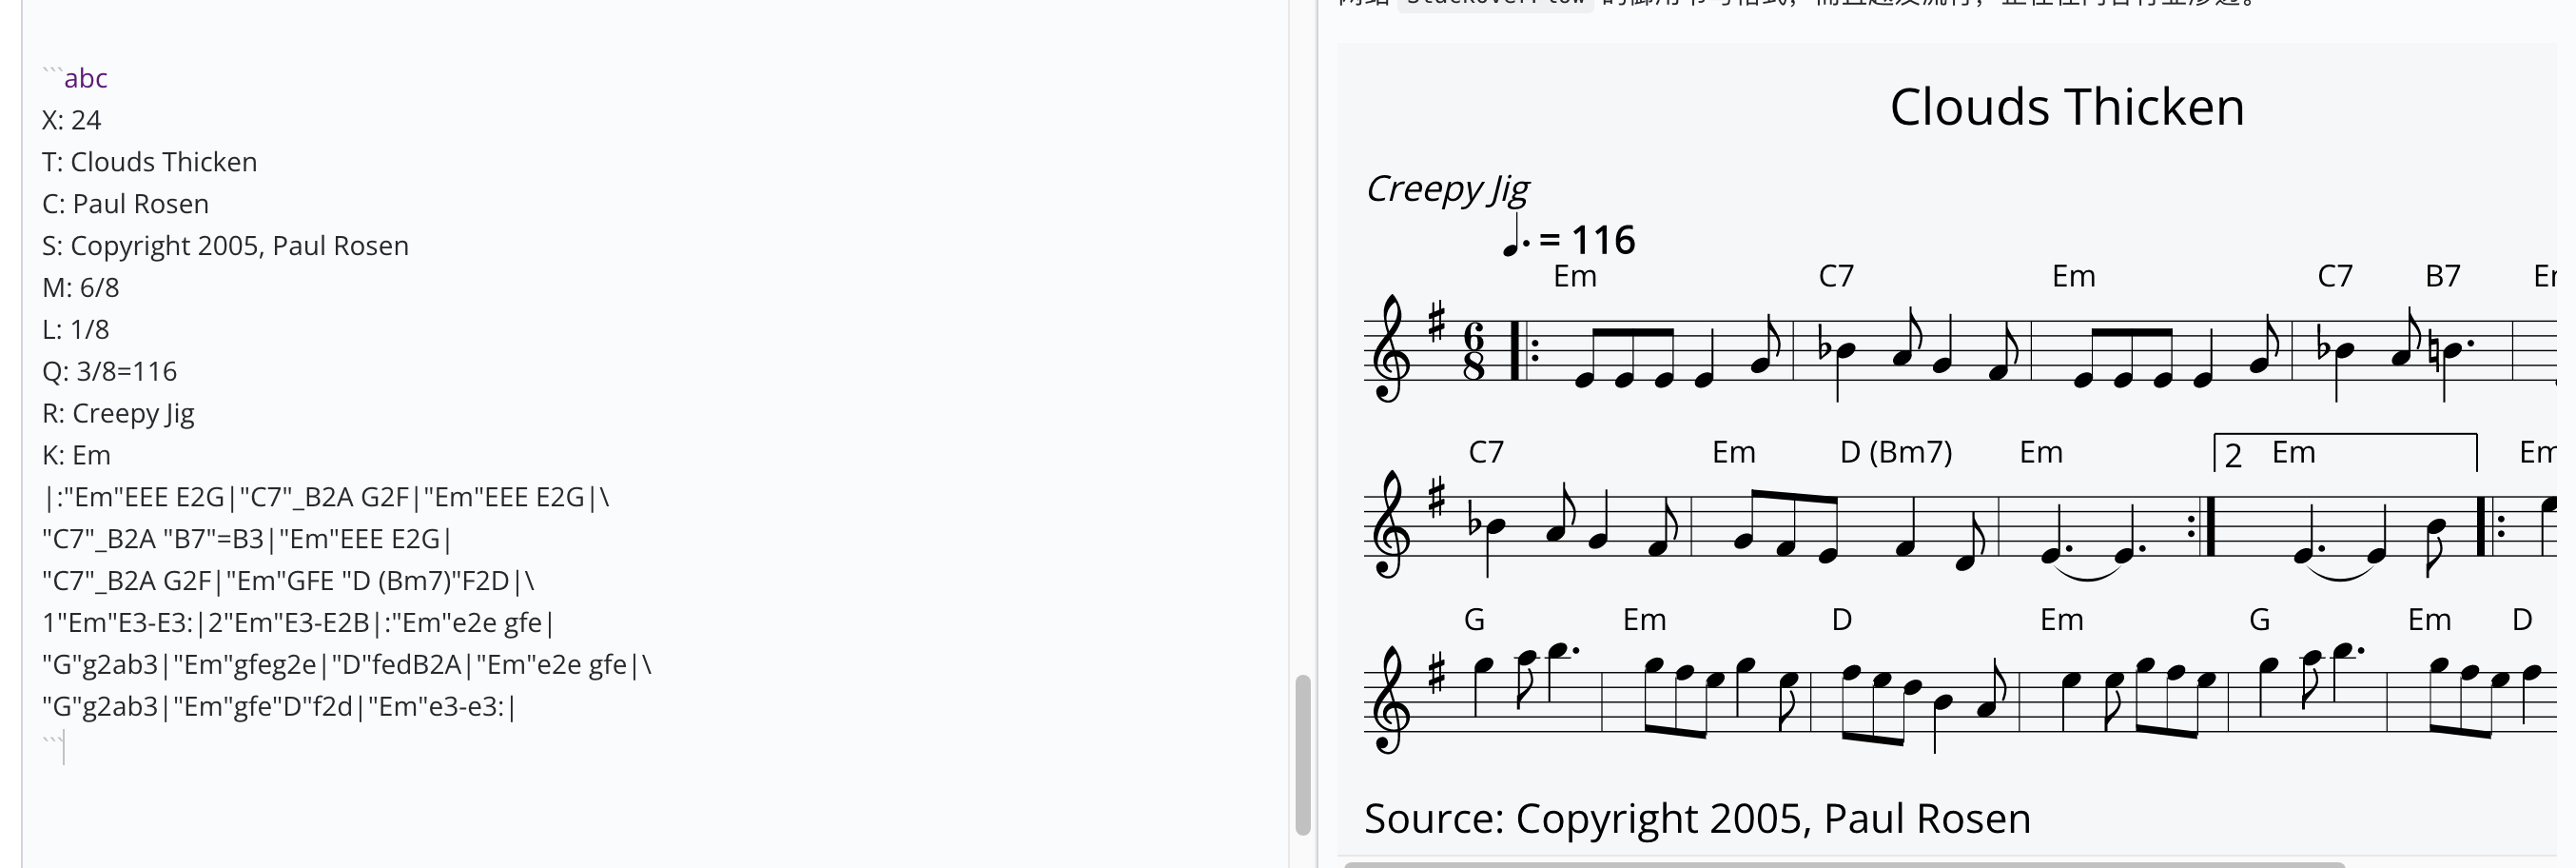 ```abc
X: 24
T: Clouds Thicken
C: Paul Rosen
S: Copyright 2005, Paul Rosen
M: 6/8
L: 1/8
Q: 3/8=116
R: Creepy Jig
K: Em
|:"Em"EEE E2G|"C7"_B2A G2F|"Em"EEE E2G|\
"C7"_B2A "B7"=B3|"Em"EEE E2G|
"C7"_B2A G2F|"Em"GFE "D (Bm7)"F2D|\
1"Em"E3-E3:|2"Em"E3-E2B|:"Em"e2e gfe|
"G"g2ab3|"Em"gfeg2e|"D"fedB2A|"Em"e2e gfe|\
"G"g2ab3|"Em"gfe"D"f2d|"Em"e3-e3:|
```
Clouds Thicken
Creepy Jig
= 116
Em C7 Em C7 B7
6
8
C7 Em D (Bm7) Em 2 Em Em
G Em D Em G Em D
Source: Copyright 2005, Paul Rosen